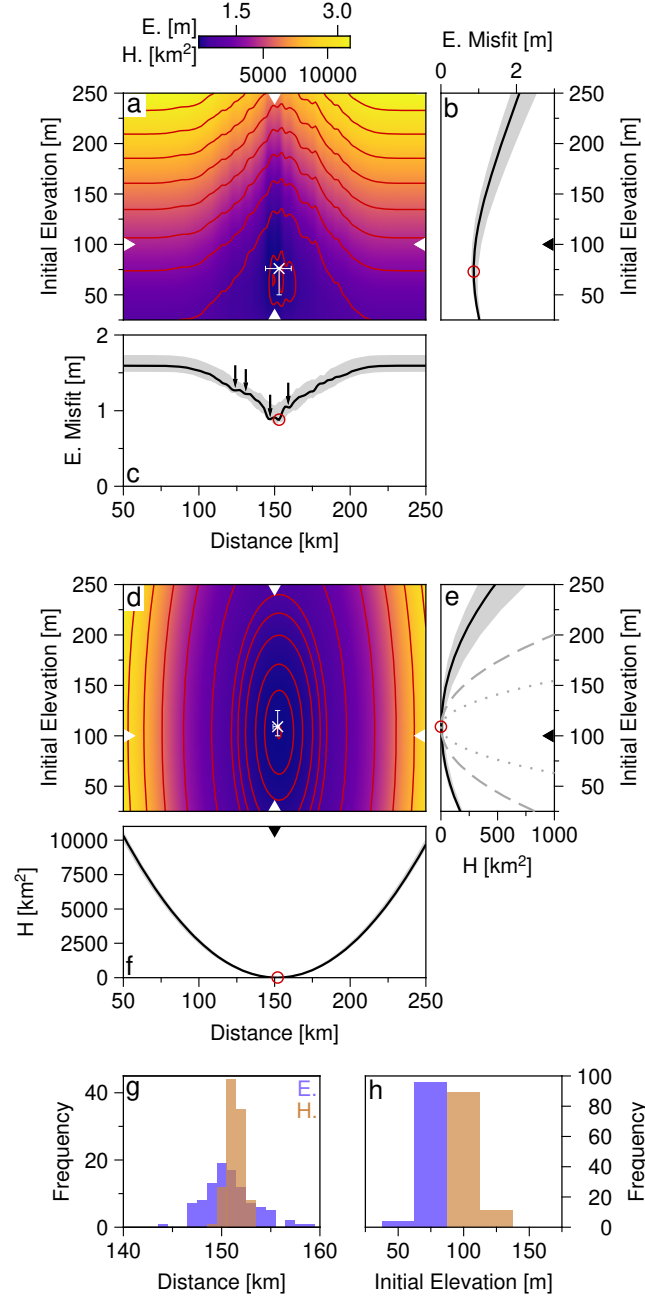 1.5 3.0
E. [m]
H. [km2]
5000 10000
E. Misfit [m]
0 2
a
250
200
150
100
50
Initial Elevation [m]
b
250
200
150
100
50
Initial Elevation [m]
2
1
0
E. Misfit [m]
c
50 100 150 200 250
Distance [km]
d
250
200
150
100
50
Initial Elevation [m]
e
250
200
150
100
50
Initial Elevation [m]
0 500 1000
H [km2]
10000
7500
5000
2500
0
H [km2]
f
50 100 150 200 250
Distance [km]
g
E.
H.
40
20
0
Frequency
140 150 160
Distance [km]
h
100
80
60
40
20
0
Frequency
50 100 150
Initial Elevation [m]